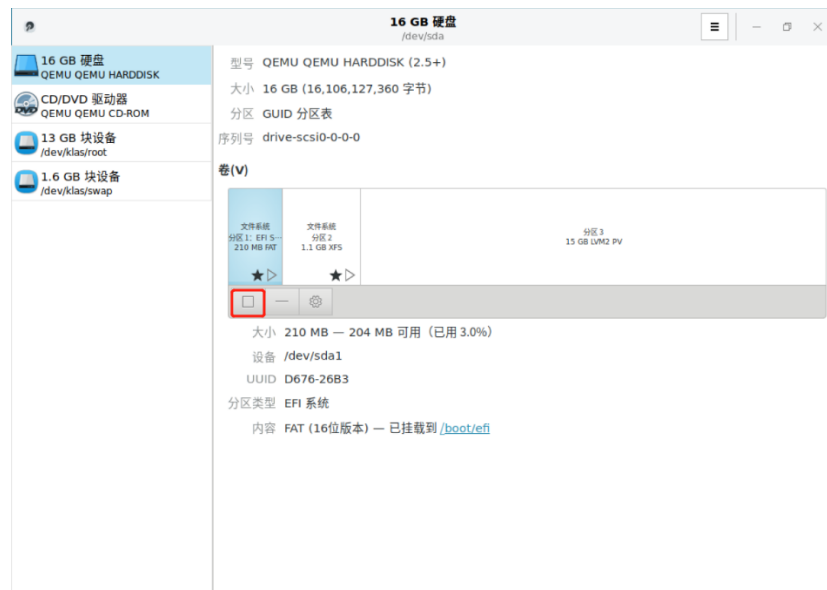 16 GB 硬盘
/dev/sda
16 GB 硬盘
QEMU QEMU HARDDISK
CD/DVD 驱动器
QEMU QEMU CD-ROM
13 GB 块设备
/dev/klas/root
1.6 GB 块设备
/dev/klas/swap
型号 QEMU QEMU HARDDISK (2.5+)
大小 16 GB (16,106,127,360 字节)
分区 GUID 分区表
序列号 drive-scsi0-0-0-0
卷(V)
文件系统
分区 1: EFI S…
210 MB FAT
文件系统
分区 2
1.1 GB XFS
分区 3
15 GB LVM2 PV
大小 210 MB — 204 MB 可用（已用 3.0%）
设备 /dev/sda1
UUID D676-26B3
分区类型 EFI 系统
内容 FAT (16位版本) — 已挂载到 /boot/efi